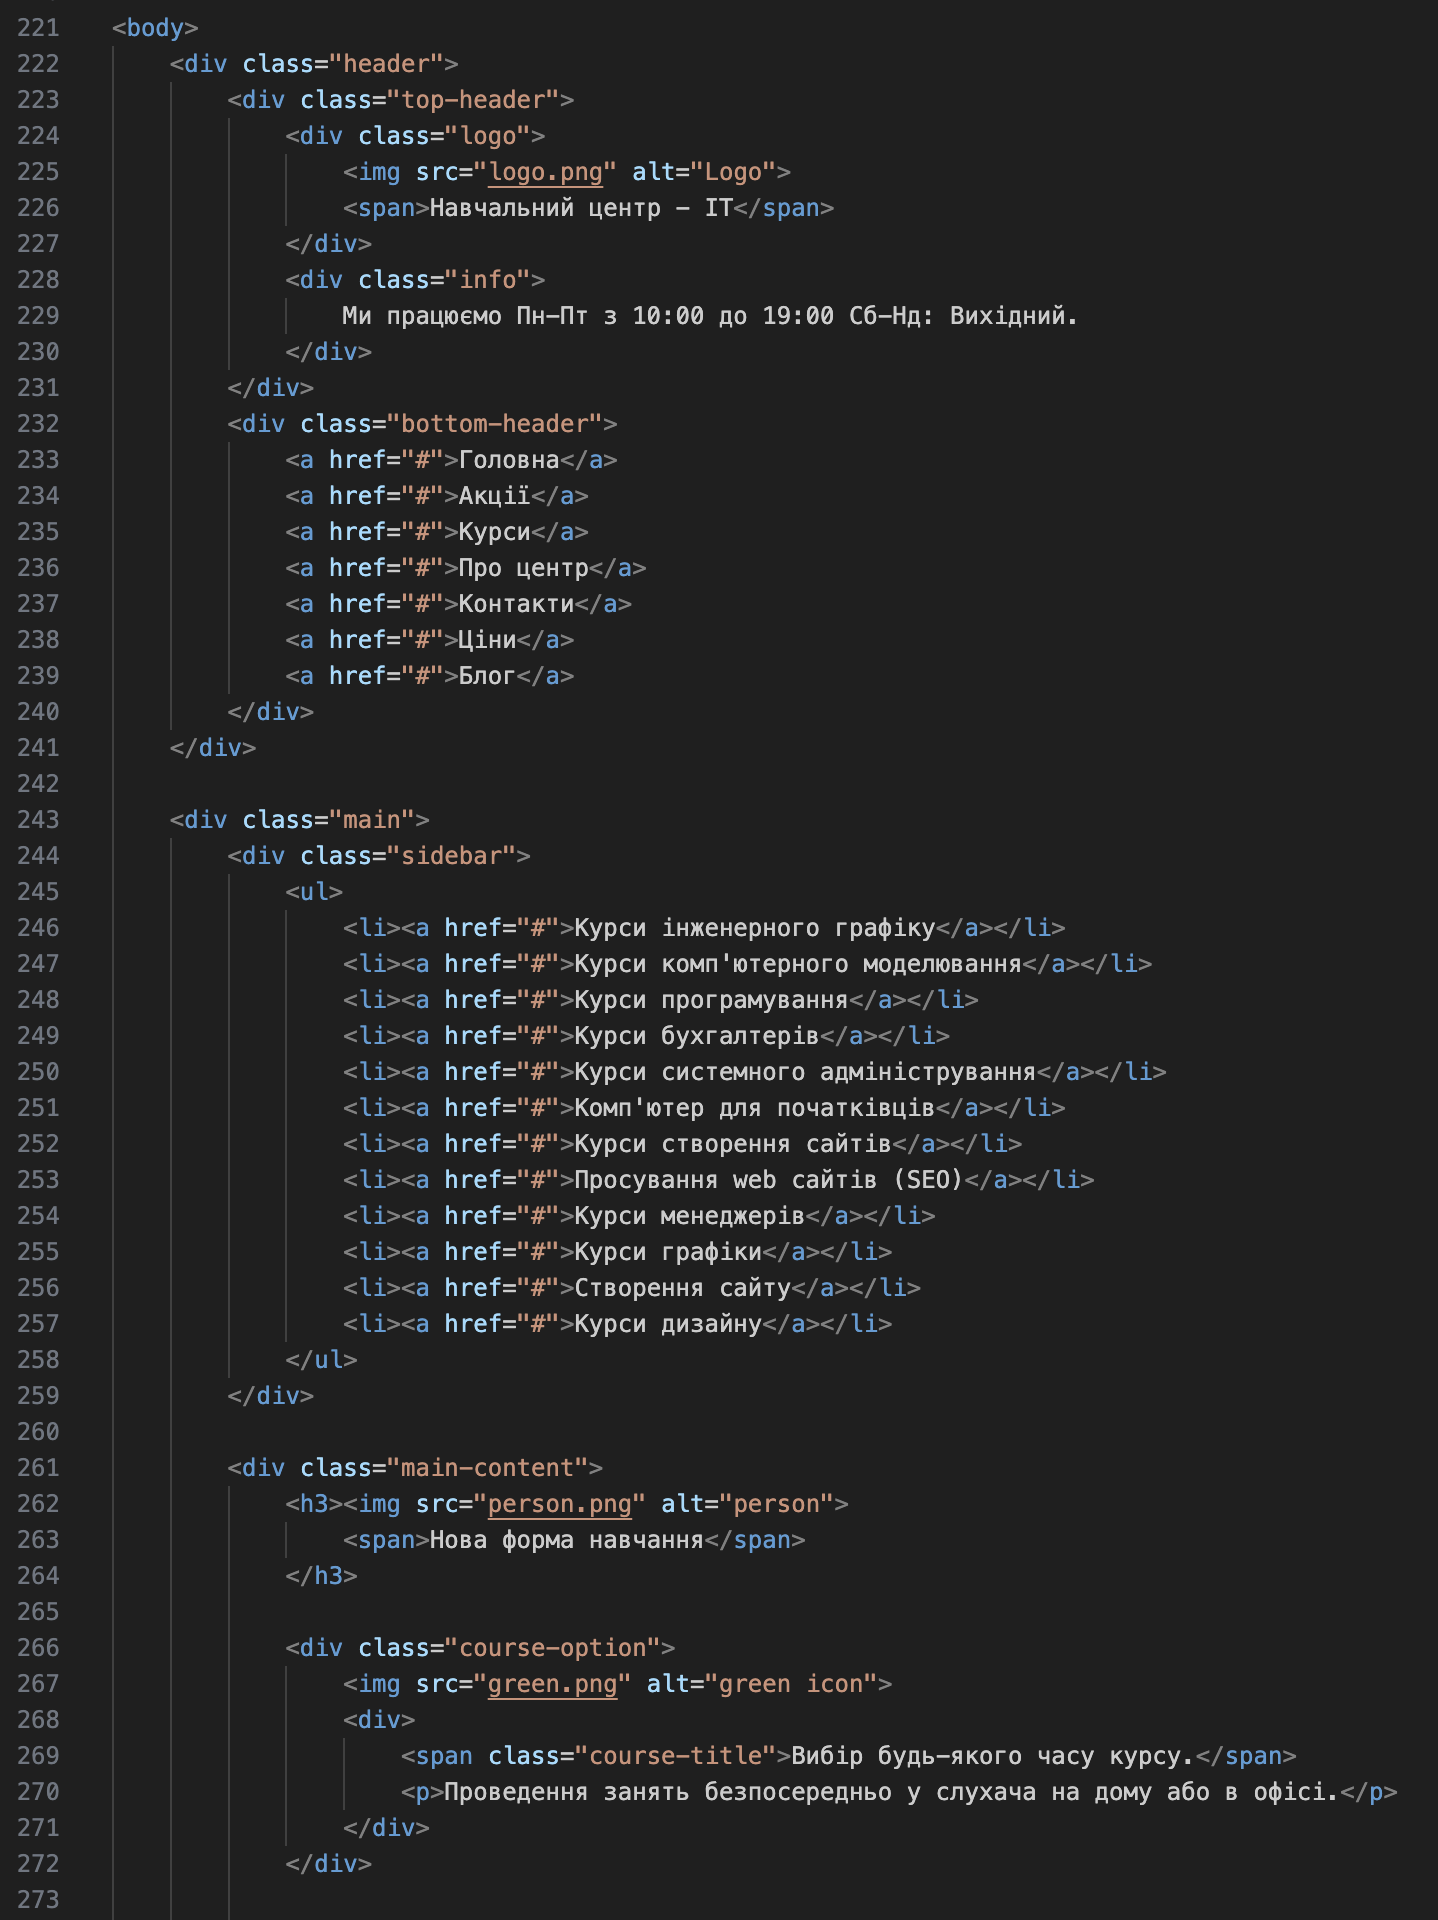 221 <body>
222 <div class="header">
223 <div class="top-header">
224 <div class="logo">
225 <img src="logo.png" alt="Logo">
226 <span>Навчальний центр - IT</span>
227 </div>
228 <div class="info">
229 Ми працюємо Пн-Пт з 10:00 до 19:00 Сб-Нд: Вихідний.
230 </div>
231 </div>
232 <div class="bottom-header">
233 <a href="#">Головна</a>
234 <a href="#">Акції</a>
235 <a href="#">Курси</a>
236 <a href="#">Про центр</a>
237 <a href="#">Контакти</a>
238 <a href="#">Ціни</a>
239 <a href="#">Блог</a>
240 </div>
241 </div>
242
243 <div class="main">
244 <div class="sidebar">
245 <ul>
246 <li><a href="#">Курси інженерного графіку</a></li>
247 <li><a href="#">Курси комп'ютерного моделювання</a></li>
248 <li><a href="#">Курси програмування</a></li>
249 <li><a href="#">Курси бухгалтерів</a></li>
250 <li><a href="#">Курси системного адміністрування</a></li>
251 <li><a href="#">Комп'ютер для початківців</a></li>
252 <li><a href="#">Курси створення сайтів</a></li>
253 <li><a href="#">Просування web сайтів (SEO)</a></li>
254 <li><a href="#">Курси менеджерів</a></li>
255 <li><a href="#">Курси графіки</a></li>
256 <li><a href="#">Створення сайту</a></li>
257 <li><a href="#">Курси дизайну</a></li>
258 </ul>
259 </div>
260
261 <div class="main-content">
262 <h3><img src="person.png" alt="person">
263 <span>Нова форма навчання</span>
264 </h3>
265
266 <div class="course-option">
267 <img src="green.png" alt="green icon">
268 <div>
269 <span class="course-title">Вибір будь-якого часу курсу.</span>
270 <p>Проведення занять безпосередньо у слухача на дому або в офісі.</p>
271 </div>
272 </div>
273